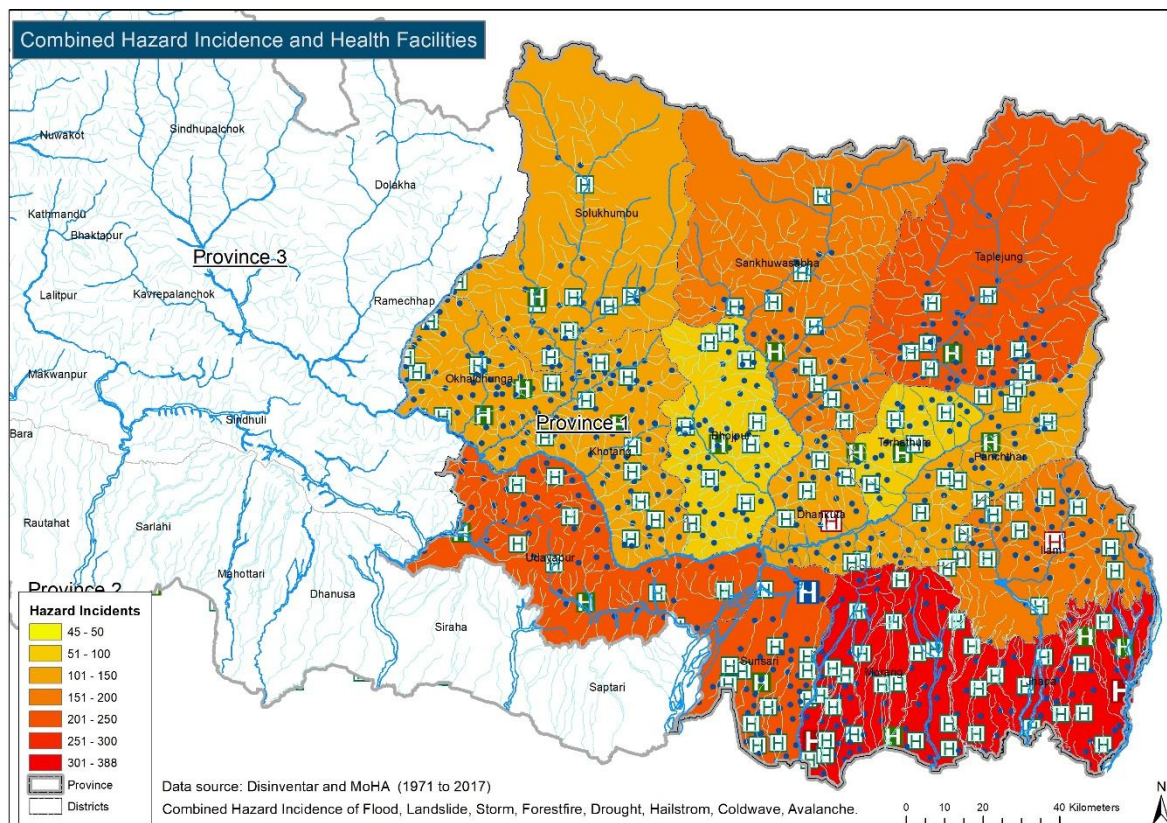 Combined Hazard Incidence and Health Facilities
Nuwakot
Sindhupalchok
Dolakha
Kathmandu
Bhaktapur
Province 3
Lalitpur
Kavrepalanchok
Ramechhap
Makwanpur
Sindhuli
Bara
Rautahat
Sarlahi
Mahottari
Dhanusa
Siraha
Saptari
Province 2
Solukhumbu
Sankhuwasabha
Taplejung
Okhaldhunga
Province 1
Khotang
Bhojpur
Terhathum
Panchthar
Dhankuta
Ilam
Udayapur
Sunsari
Morang
Jhapa
Hazard Incidents
45 - 50
51 - 100
101 - 150
151 - 200
201 - 250
251 - 300
301 - 388
Province
Districts
Data source: Disinventar and MoHA (1971 to 2017)
Combined Hazard Incidence of Flood, Landslide, Storm, Forestfire, Drought, Hailstrom, Coldwave, Avalanche.
0 10 20 40 Kilometers
N